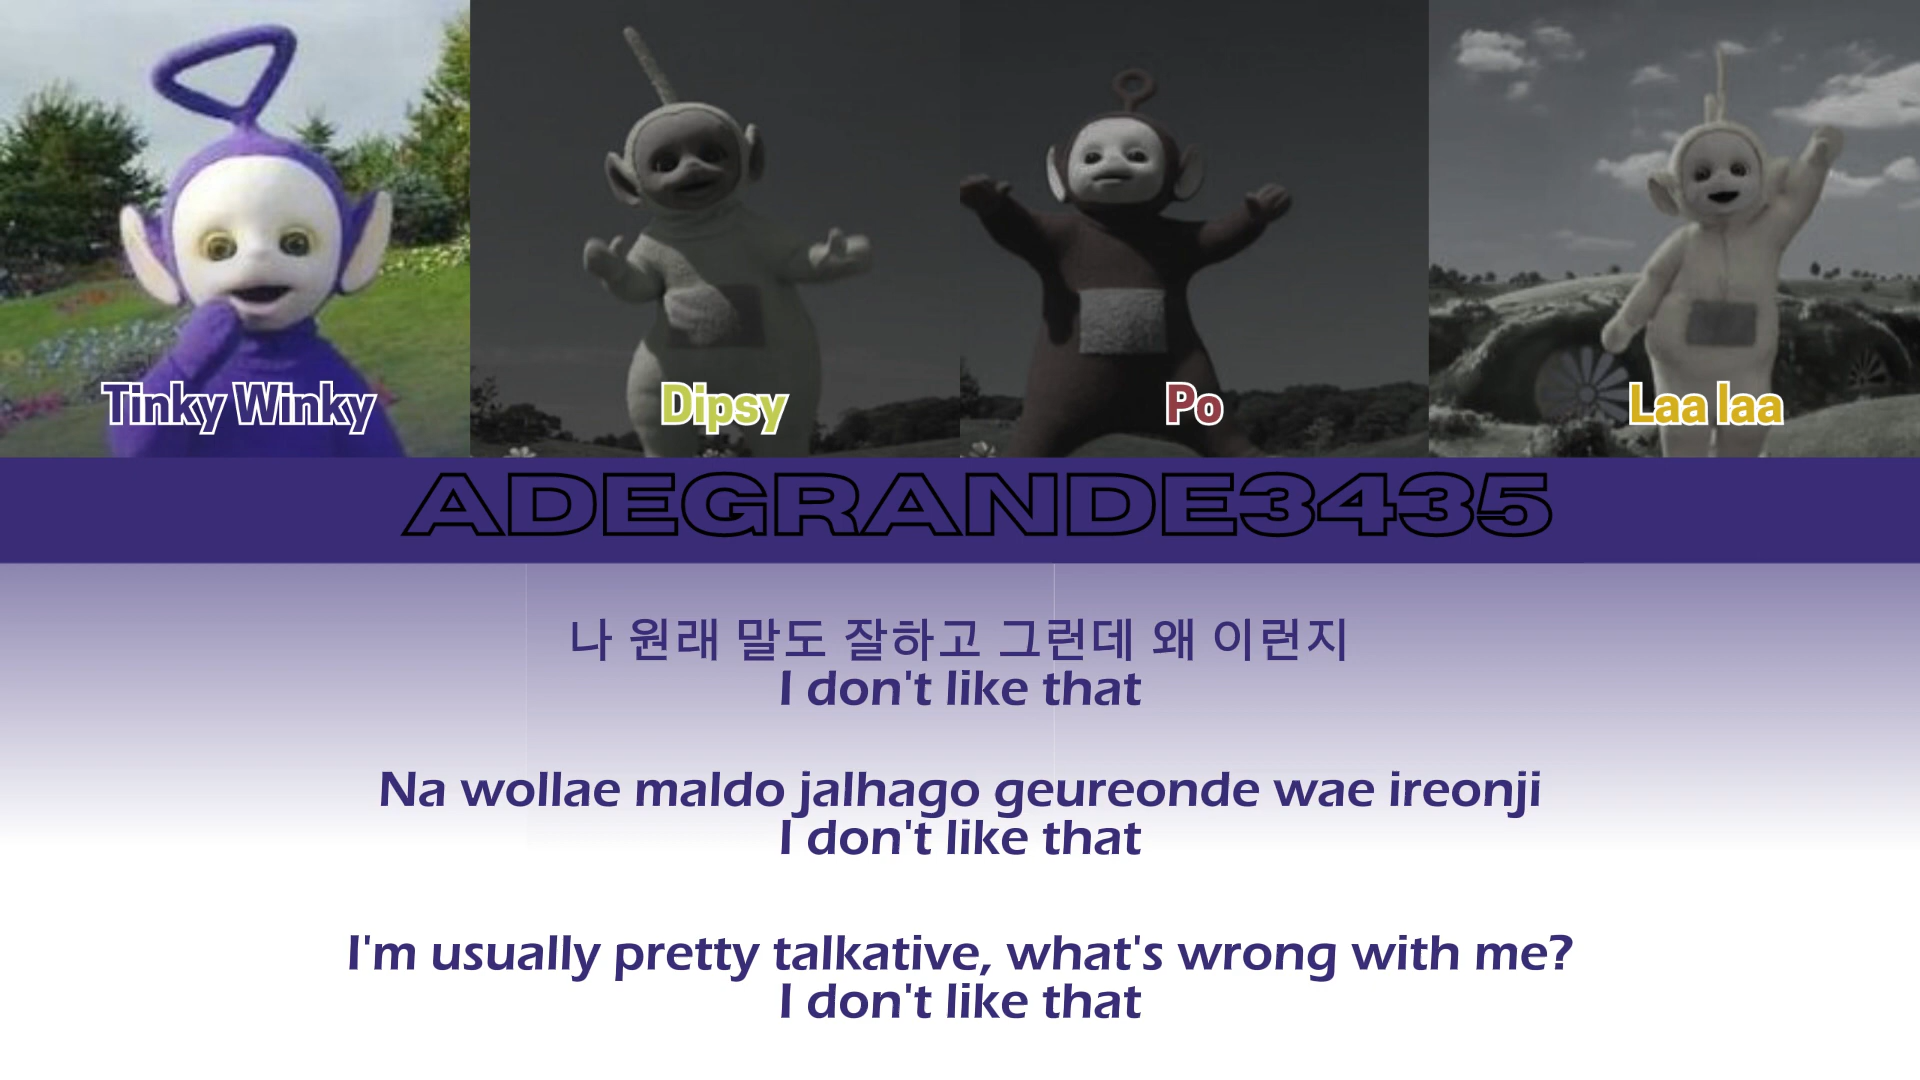 Tinky Winky
Dipsy
Po
Laa laa
ADEGRANDE3435
나 원래 말도 잘하고 그런데 왜 이런지
I don't like that
Na wollae maldo jalhago geureonde wae ireonji
I don't like that
I'm usually pretty talkative, what's wrong with me?
I don't like that